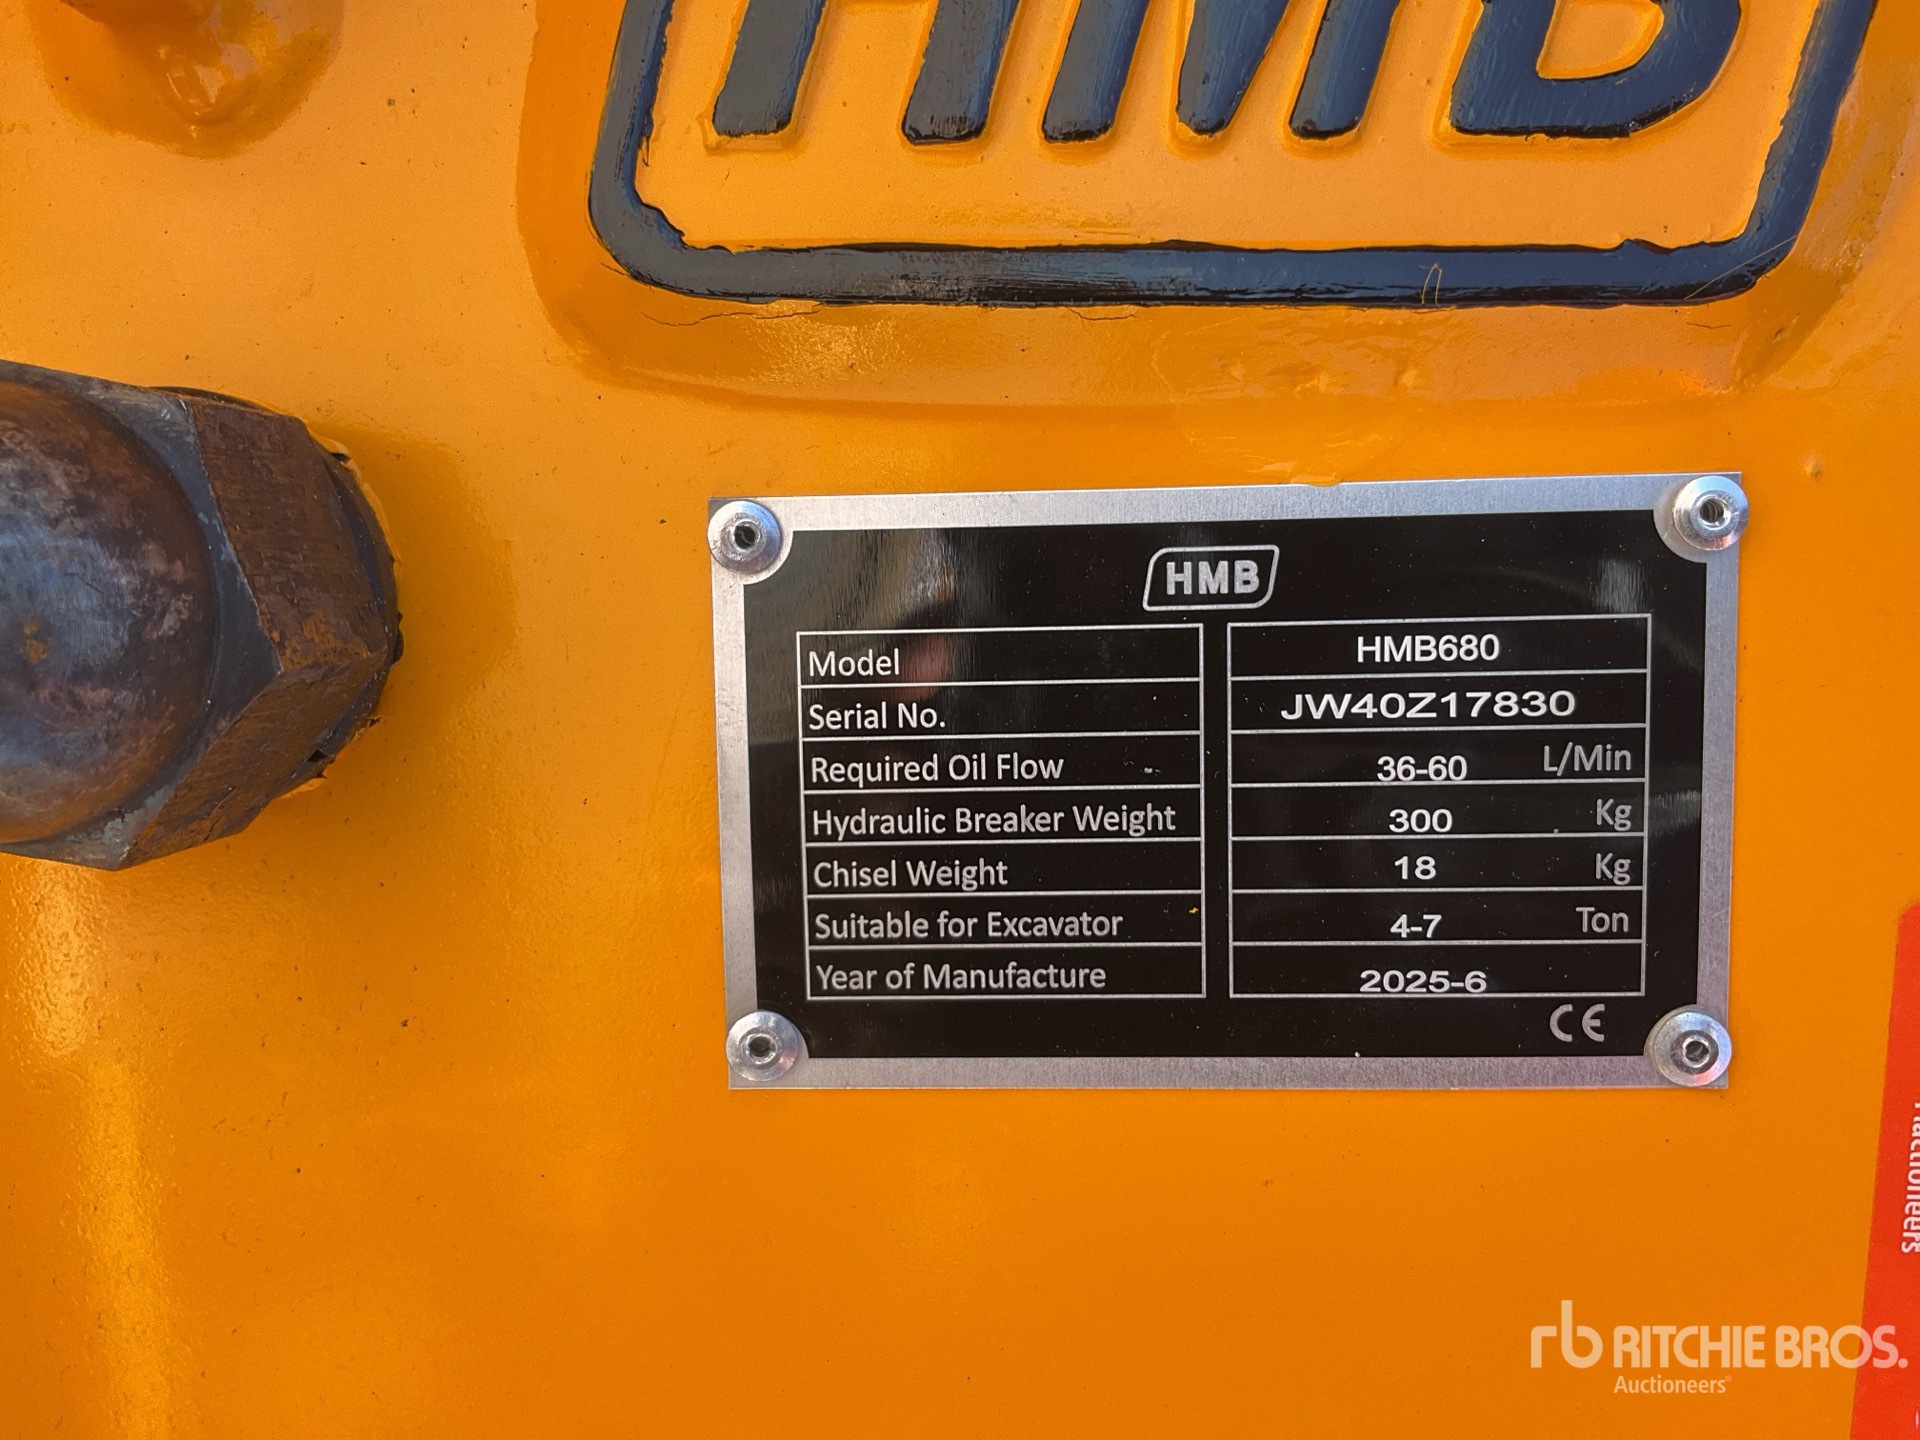 HMB
HMB
Model HMB680
Serial No. JW40Z17830
Required Oil Flow 36-60 L/Min
Hydraulic Breaker Weight 300 Kg
Chisel Weight 18 Kg
Suitable for Excavator 4-7 Ton
Year of Manufacture 2025-6
CE
Auctioneers
rb RITCHIE BROS.
Auctioneers